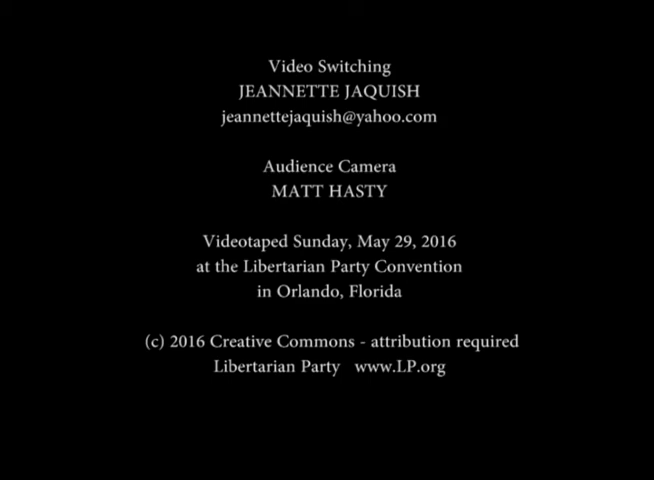 Video Switching
JEANNETTE JAQUISH
jeannettejaquish@yahoo.com
Audience Camera
MATT HASTY
Videotaped Sunday, May 29, 2016
at the Libertarian Party Convention
in Orlando, Florida
(c) 2016 Creative Commons - attribution required
Libertarian Party www.LP.org